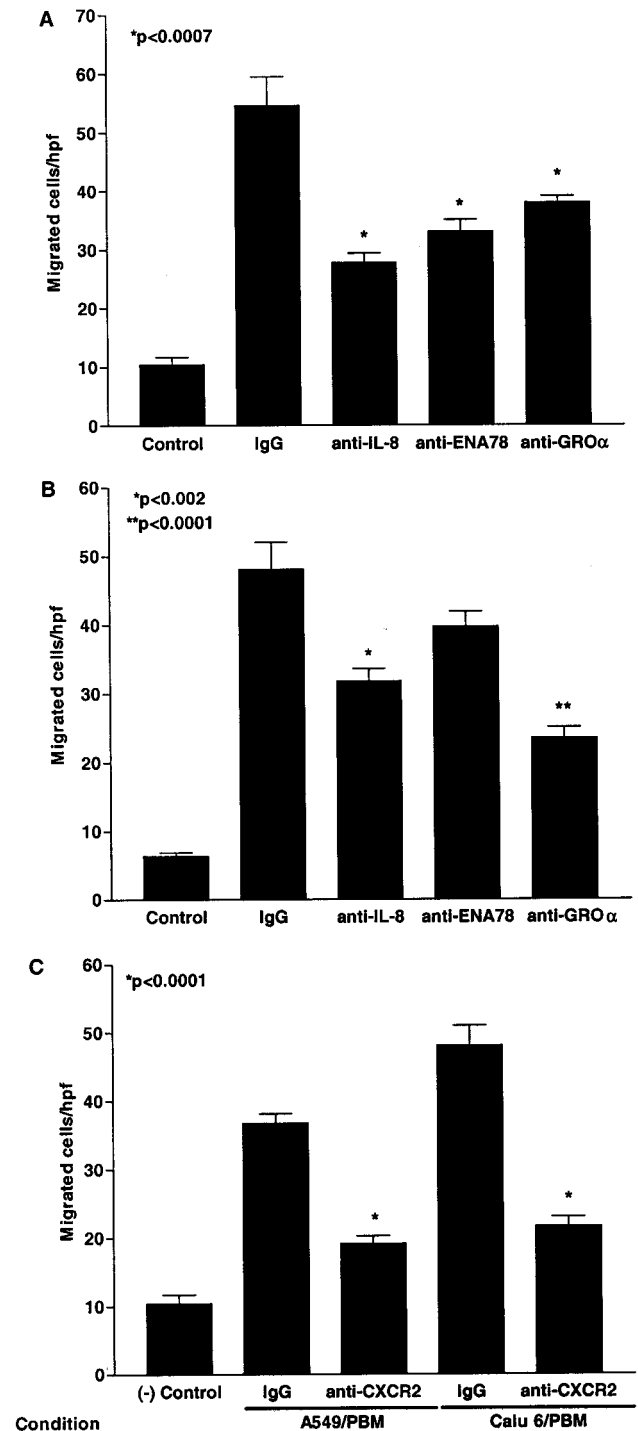 A
*p<0.0007
70
60
50
40
30
20
10
0
Migrated cells/hpf
*
*
*
Control IgG anti-IL-8 anti-ENA78 anti-GROα
B
*p<0.002
**p<0.0001
60
50
40
30
20
10
0
Migrated cells/hpf
*
**
Control IgG anti-IL-8 anti-ENA78 anti-GROα
C
*p<0.0001
60
50
40
30
20
10
0
Migrated cells/hpf
*
*
(-) Control IgG anti-CXCR2 IgG anti-CXCR2
Condition A549/PBM Calu 6/PBM